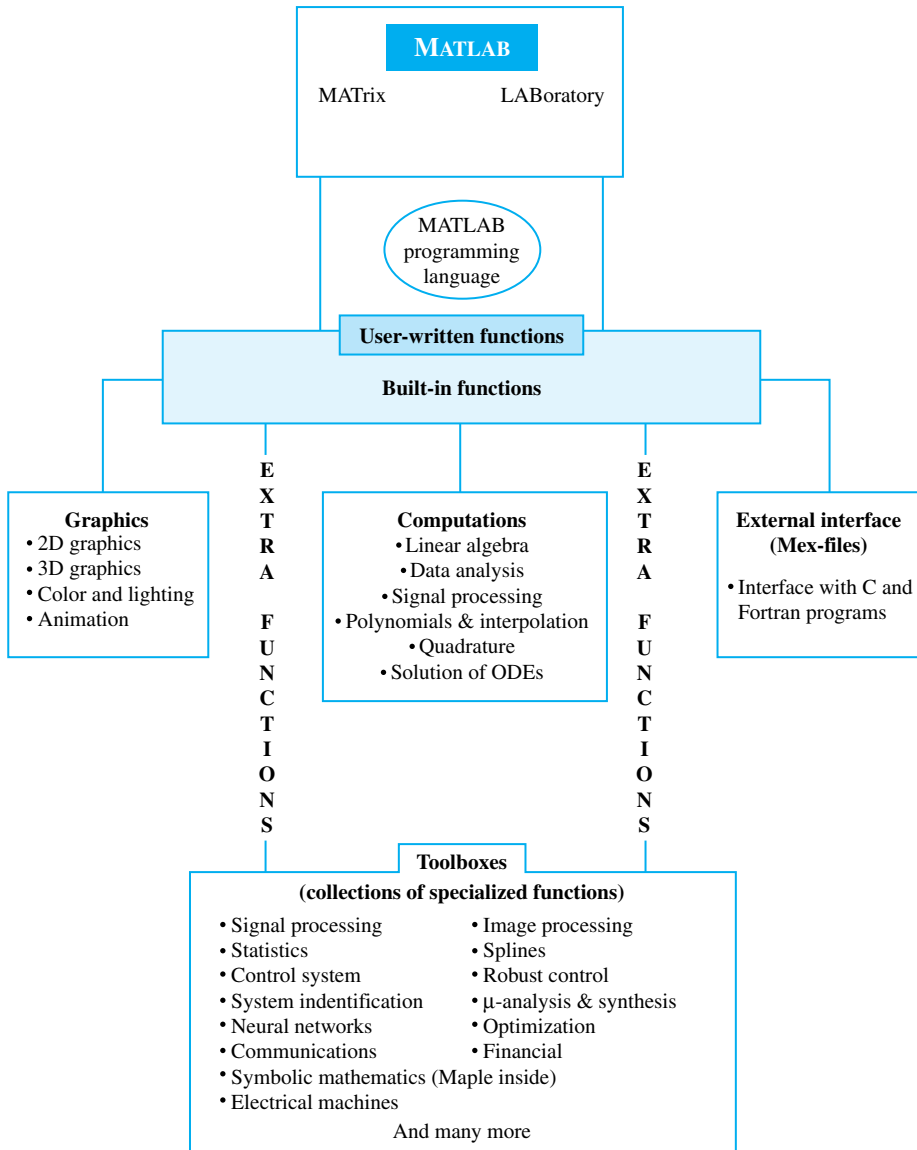 MATLAB
MATrix LABoratory
MATLAB
programming
language
User-written functions
Built-in functions
E
X
T
R
A
F
U
N
C
T
I
O
N
S
E
X
T
R
A
F
U
N
C
T
I
O
N
S
Graphics
• 2D graphics
• 3D graphics
• Color and lighting
• Animation
Computations
• Linear algebra
• Data analysis
• Signal processing
• Polynomials & interpolation
• Quadrature
• Solution of ODEs
External interface
(Mex-files)
• Interface with C and
Fortran programs
Toolboxes
(collections of specialized functions)
• Signal processing
• Statistics
• Control system
• System indentification
• Neural networks
• Communications
• Symbolic mathematics (Maple inside)
• Electrical machines
• Image processing
• Splines
• Robust control
• μ-analysis & synthesis
• Optimization
• Financial
And many more